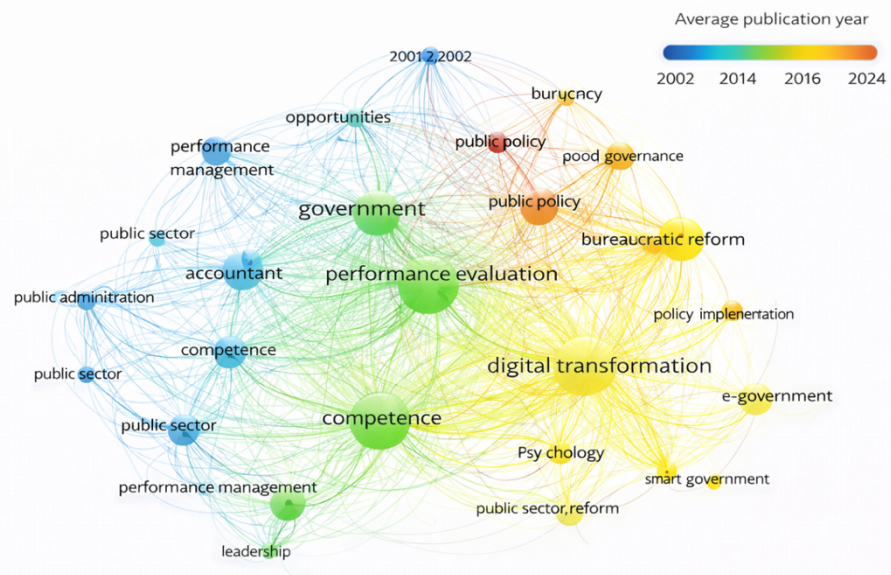 Average publication year
2002 2014 2016 2024
2001 2,2002
burycncy
opportunities
public policy
performance
management
pood governance
government
public policy
public sector
bureaucratic reform
accountant
performance evaluation
public adminitration
policy implenertation
competence
digital transformation
public sector
e-government
public sector
competence
Psy chology
smart government
performance management
public sector,reform
leadership